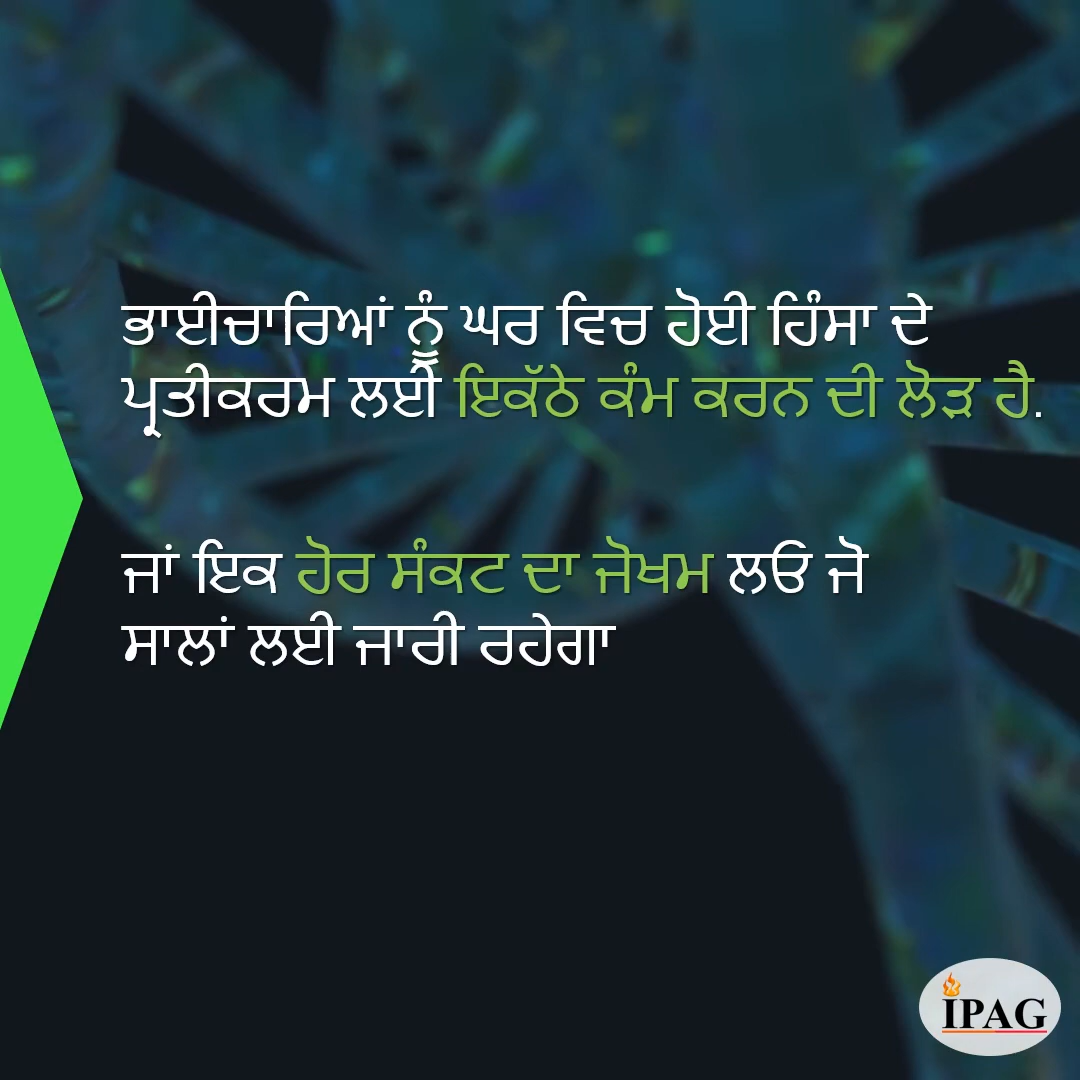 ਭਾਈਚਾਰਿਆਂ ਨੂੰ ਘਰ ਵਿਚ ਹੋਈ ਹਿੰਸਾ ਦੇ
ਪ੍ਰਤੀਕਰਮ ਲਈ ਇਕੱਠੇ ਕੰਮ ਕਰਨ ਦੀ ਲੋੜ ਹੈ.
ਜਾਂ ਇਕ ਹੋਰ ਸੰਕਟ ਦਾ ਜੋਖਮ ਲਓ ਜੋ
ਸਾਲਾਂ ਲਈ ਜਾਰੀ ਰਹੇਗਾ
IPAG